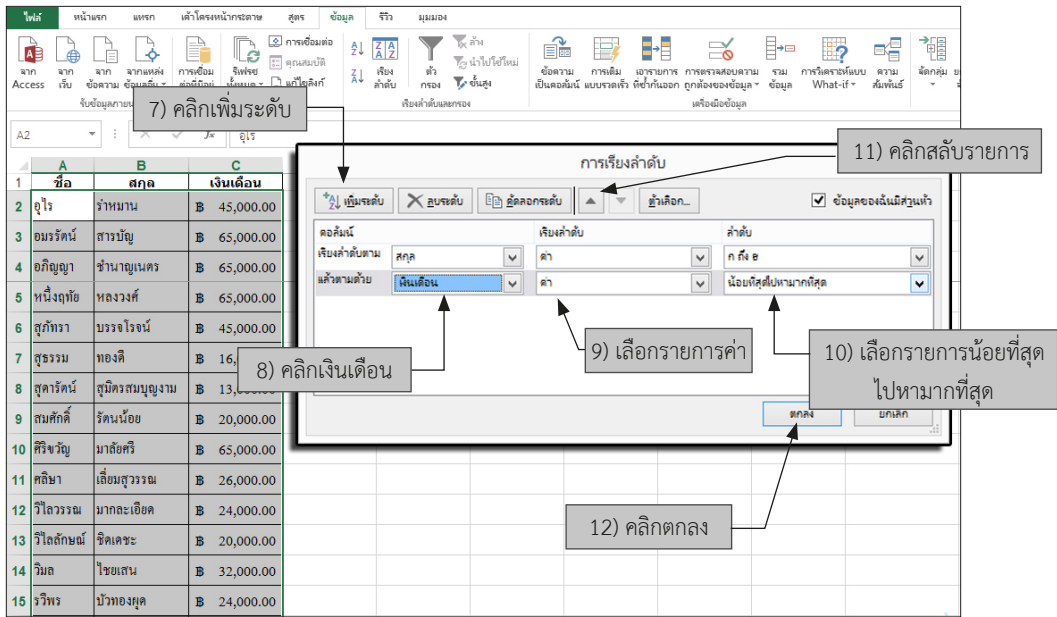 ไฟล์ หน้าแรก แทรก เค้าโครงหน้ากระดาษ สูตร ข้อมูล รีวิว มุมมอง
จาก Access
จาก เว็บ
จาก ข้อความ
จากแหล่ง ข้อมูลอื่น
การเชื่อม ต่อที่มีอยู่
รีเฟรช ทั้งหมด
การเชื่อมต่อ
คุณสมบัติ
แก้ไขลิงก์
เรียง ลำดับ
ตัว กรอง
ล้าง
นำไปใช้ใหม่
ขั้นสูง
ข้อความ เป็นคอลัมน์
การเติม แบบรวดเร็ว
เอารายการ ที่ซ้ำกันออก
การตรวจสอบความ ถูกต้องของข้อมูล
รวม ข้อมูล
การวิเคราะห์แบบ What-if
ความ สัมพันธ์
จัดกลุ่ม
เรียงลำดับและกรอง
เครื่องมือข้อมูล
7) คลิกเพิ่มระดับ
A2 อุไร
A B C
1 ชื่อ สกุล เงินเดือน
2 อุไร ร่ำหมาน ฿ 45,000.00
3 อมรรัตน์ สารบัญ ฿ 65,000.00
4 อภิญญา ชำนาญเนคร ฿ 65,000.00
5 หนึ่งฤทัย หลงวงศ์ ฿ 65,000.00
6 สุภัทรา บรรจโรจน์ ฿ 45,000.00
7 สุธรรม ทองดี ฿ 16,
8 สุดารัตน์ สุมิตรสมบุญงาม ฿ 13,
9 สมศักดิ์ รัตนน้อย ฿ 20,000.00
10 ศิริขวัญ มาลัยศรี ฿ 65,000.00
11 ศลิษา เลี่ยมสุวรรณ ฿ 26,000.00
12 วิไลวรรณ มากละเอียด ฿ 24,000.00
13 วิไลลักษณ์ ชิดเดชะ ฿ 20,000.00
14 วิมล ไชยเสน ฿ 32,000.00
15 รวีพร บัวทองผุด ฿ 24,000.00
การเรียงลำดับ
11) คลิกสลับรายการ
เพิ่มระดับ ลบระดับ คัดลอกระดับ ตัวเลือก... ข้อมูลของฉันมีส่วนหัว
คอลัมน์ เรียงลำดับ ลำดับ
เรียงลำดับตาม สกุล ค่า ก ถึง ฮ
แล้วตามด้วย เงินเดือน ค่า น้อยที่สุดไปหามากที่สุด
8) คลิกเงินเดือน
9) เลือกรายการค่า
10) เลือกรายการน้อยที่สุด
ไปหามากที่สุด
ตกลง ยกเลิก
12) คลิกตกลง